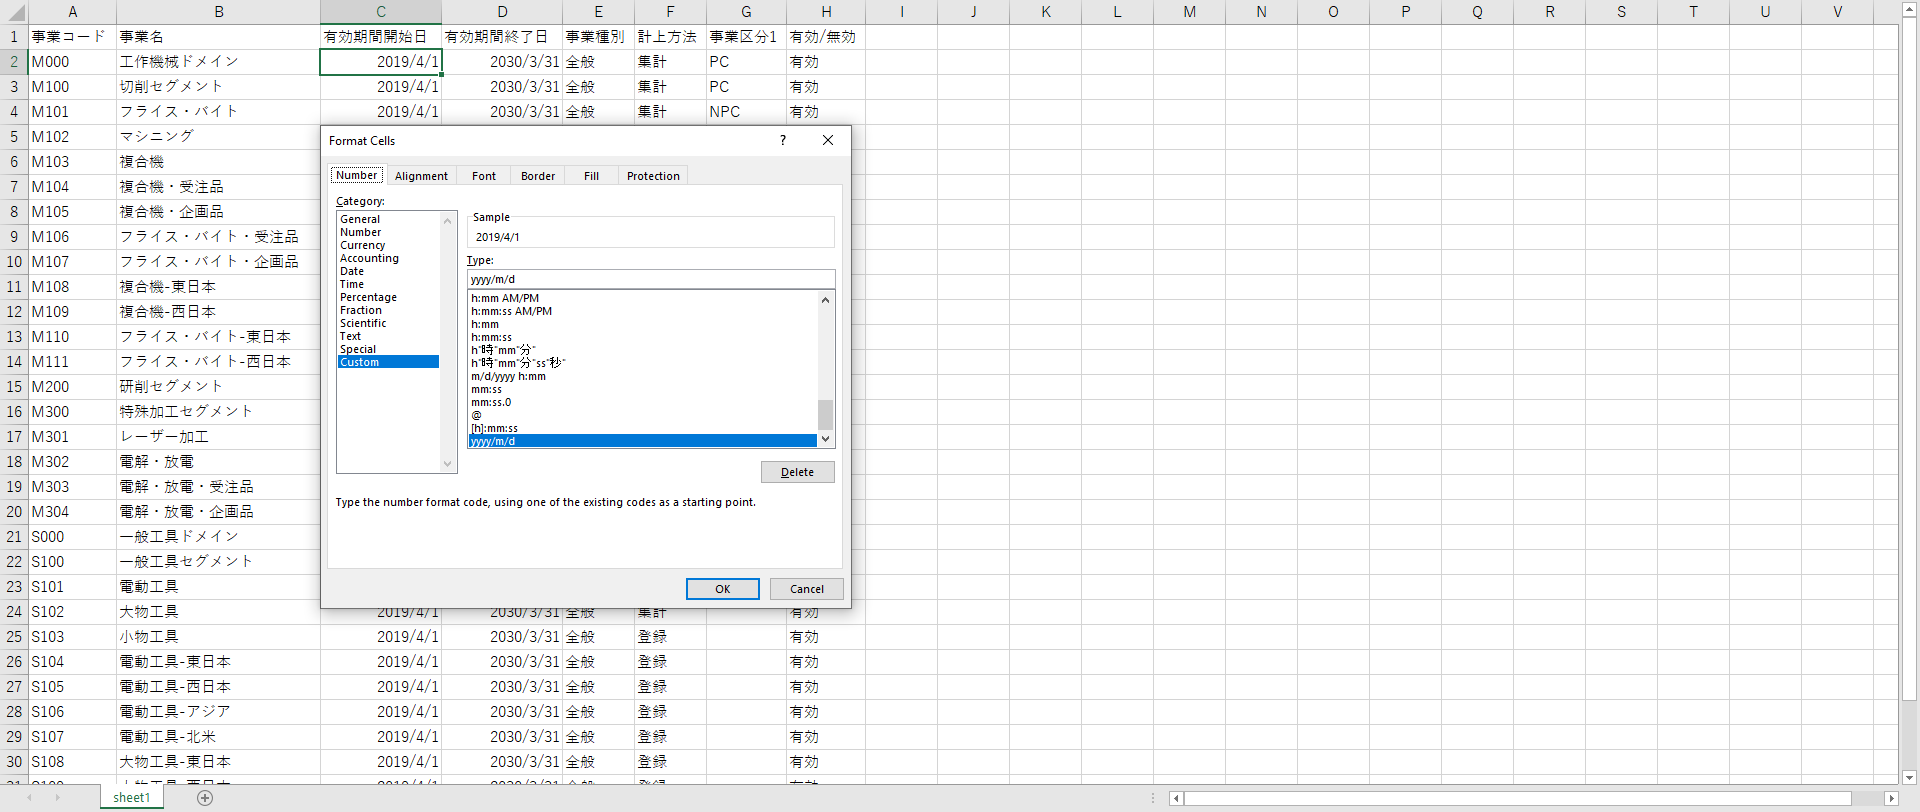 A B C D E F G H I J K L M N O P Q R S T U V
1 事業コード 事業名 有効期間開始日 有効期間終了日 事業種別 計上方法 事業区分1 有効/無効
2 M000 工作機械ドメイン 2019/4/1 2030/3/31 全般 集計 PC 有効
3 M100 切削セグメント 2019/4/1 2030/3/31 全般 集計 PC 有効
4 M101 フライス・バイト 2019/4/1 2030/3/31 全般 集計 NPC 有効
5 M102 マシニング
6 M103 複合機
7 M104 複合機・受注品
8 M105 複合機・企画品
9 M106 フライス・バイト・受注品
10 M107 フライス・バイト・企画品
11 M108 複合機-東日本
12 M109 複合機-西日本
13 M110 フライス・バイト-東日本
14 M111 フライス・バイト-西日本
15 M200 研削セグメント
16 M300 特殊加工セグメント
17 M301 レーザー加工
18 M302 電解・放電
19 M303 電解・放電・受注品
20 M304 電解・放電・企画品
21 S000 一般工具ドメイン
22 S100 一般工具セグメント
23 S101 電動工具
24 S102 大物工具 2019/4/1 2030/3/31 全般 集計 有効
25 S103 小物工具 2019/4/1 2030/3/31 全般 登録 有効
26 S104 電動工具-東日本 2019/4/1 2030/3/31 全般 登録 有効
27 S105 電動工具-西日本 2019/4/1 2030/3/31 全般 登録 有効
28 S106 電動工具-アジア 2019/4/1 2030/3/31 全般 登録 有効
29 S107 電動工具-北米 2019/4/1 2030/3/31 全般 登録 有効
30 S108 大物工具-東日本 2019/4/1 2030/3/31 全般 登録 有効
Format Cells ?
Number Alignment Font Border Fill Protection
Category:
General
Number
Currency
Accounting
Date
Time
Percentage
Fraction
Scientific
Text
Special
Custom
Sample
2019/4/1
Type:
yyyy/m/d
h:mm AM/PM
h:mm:ss AM/PM
h:mm
h:mm:ss
h"時"mm"分"
h"時"mm"分"ss"秒"
m/d/yyyy h:mm
mm:ss
mm:ss.0
@
[h]:mm:ss
yyyy/m/d
Delete
Type the number format code, using one of the existing codes as a starting point.
OK Cancel
sheet1